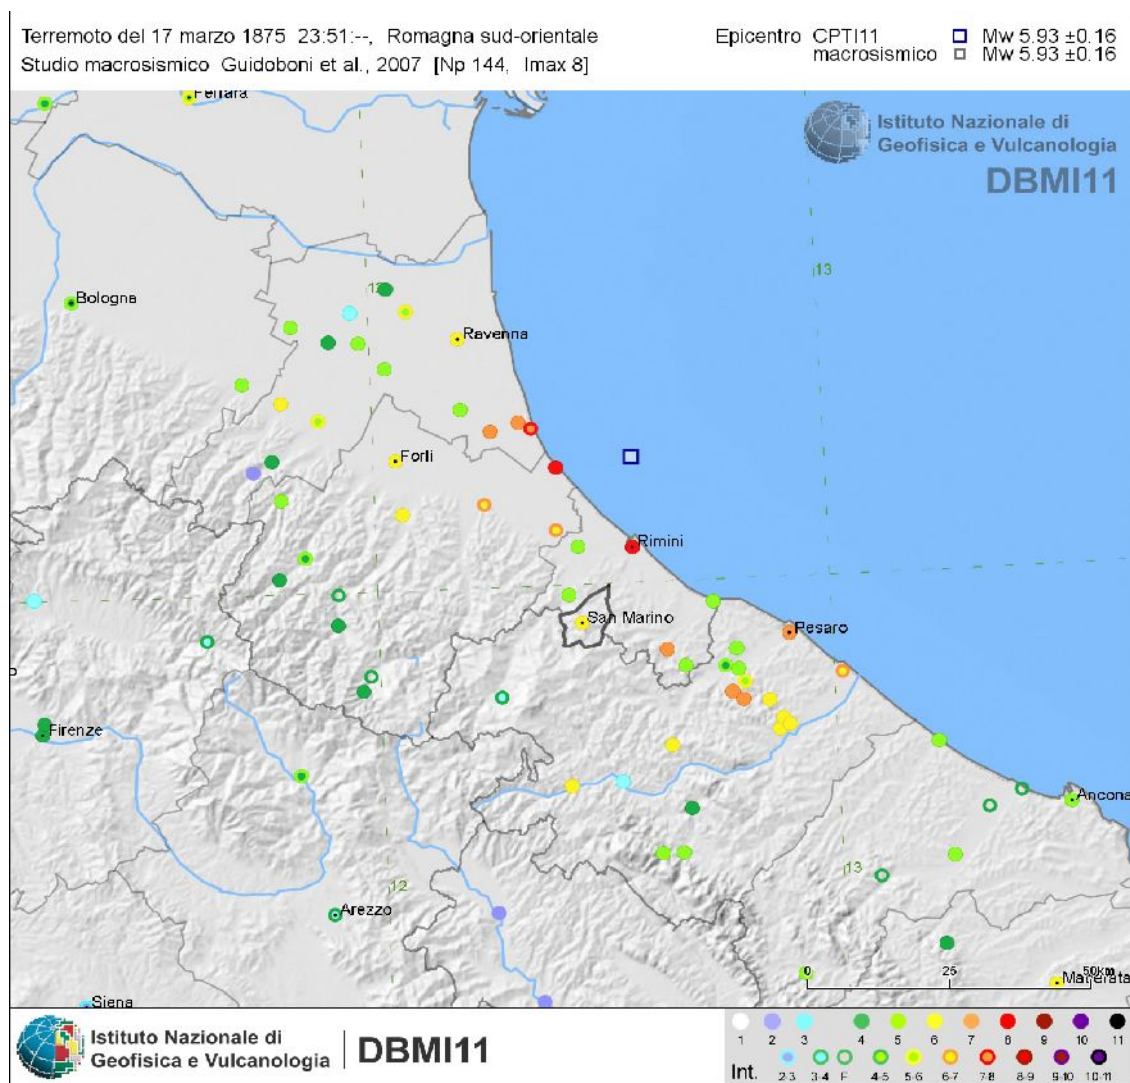 Terremoto del 17 marzo 1875 23:51:--, Romagna sud-orientale
Studio macrosismico Guidoboni et al., 2007 [Np 144, Imax 8]
Epicentro CPTI11 Mw 5.93 ±0.16
macrosismico Mw 5.93 ±0.16
Ferrara
Istituto Nazionale di
Geofisica e Vulcanologia
DBMI11
13
12
Bologna
Ravenna
Forlì
Rimini
San Marino
Pesaro
Firenze
Ancona
13
12
Arezzo
0 25 50km
Macerata
Siena
Istituto Nazionale di
Geofisica e Vulcanologia
DBMI11
1 2 3 4 5 6 7 8 9 10 11
Int. 2-3 3-4 F 4-5 5-6 6-7 7-8 8-9 9-10 10-11